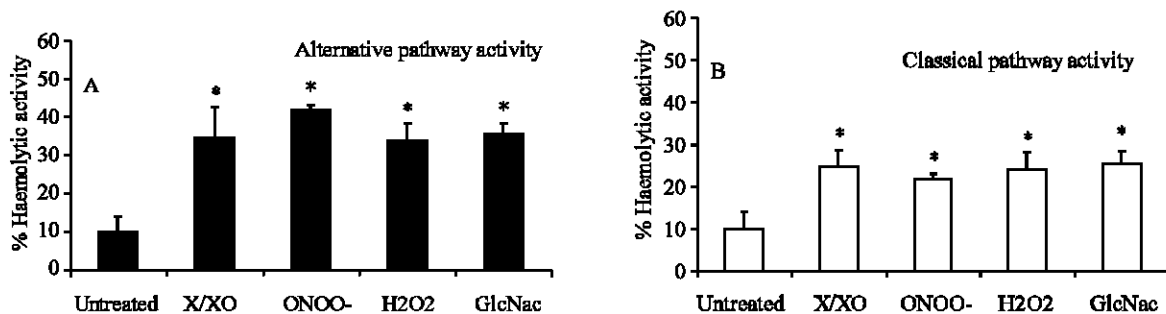 Alternative pathway activity
A
% Haemolytic activity
60
50
40
30
20
10
0
* * * *
Untreated X/XO ONOO- H2O2 GlcNac
Classical pathway activity
B
% Haemolytic activity
60
50
40
30
20
10
0
* * * *
Untreated X/XO ONOO- H2O2 GlcNac